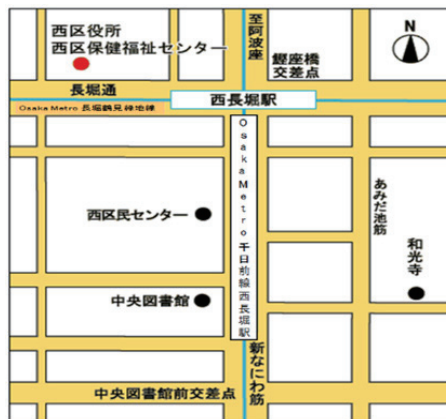 西区役所
西区保健福祉センター
至阿波座
鰹座橋
交差点
N
長堀通
西長堀駅
Osaka Metro 長堀鶴見緑地線
Osaka Metro 千日前線 西長堀駅
あみだ池筋
西区民センター
和光寺
中央図書館
新なにわ筋
中央図書館前交差点